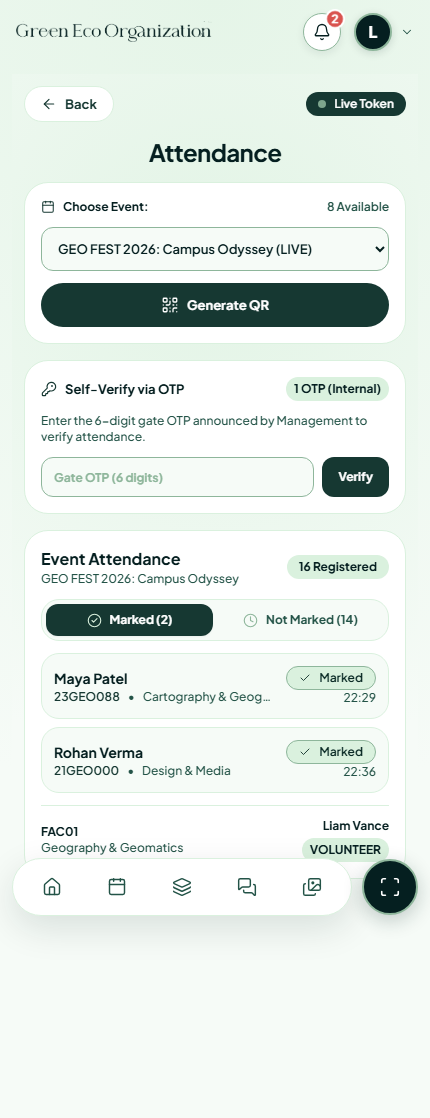 Green Eco Organization
2
L
Back
Live Token
Attendance
Choose Event:
8 Available
GEO FEST 2026: Campus Odyssey (LIVE)
Generate QR
Self-Verify via OTP
1 OTP (Internal)
Enter the 6-digit gate OTP announced by Management to
verify attendance.
Gate OTP (6 digits)
Verify
Event Attendance
GEO FEST 2026: Campus Odyssey
16 Registered
Marked (2)
Not Marked (14)
Maya Patel
Marked
23GEO088 • Cartography & Geog…
22:29
Rohan Verma
Marked
21GEO000 • Design & Media
22:36
FAC01
Liam Vance
Geography & Geomatics
VOLUNTEER